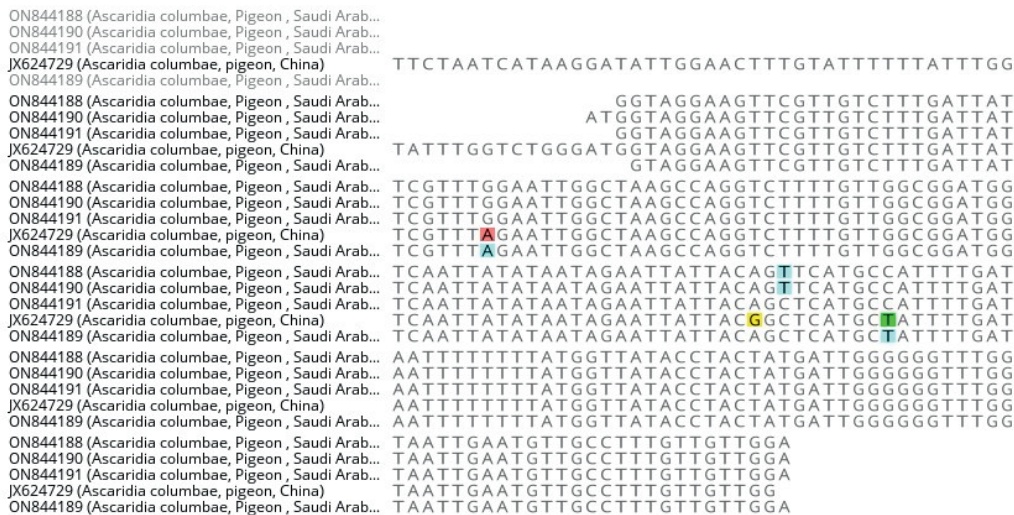 ON844188 (Ascaridia columbae, Pigeon , Saudi Arab...
ON844190 (Ascaridia columbae, Pigeon , Saudi Arab...
ON844191 (Ascaridia columbae, Pigeon , Saudi Arab...
JX624729 (Ascaridia columbae, pigeon, China) TTCTAATCATAAGGATATTGGAACTTTGTATTTTTTATTTGG
ON844189 (Ascaridia columbae, Pigeon , Saudi Arab...
ON844188 (Ascaridia columbae, Pigeon , Saudi Arab... GGTAGGAAGTTCGTTGTCTTTGATTAT
ON844190 (Ascaridia columbae, Pigeon , Saudi Arab... ATGGTAGGAAGTTCGTTGTCTTTGATTAT
ON844191 (Ascaridia columbae, Pigeon , Saudi Arab... GGTAGGAAGTTCGTTGTCTTTGATTAT
JX624729 (Ascaridia columbae, pigeon, China) TATTTGGTCTGGGATGGTAGGAAGTTCGTTGTCTTTGATTAT
ON844189 (Ascaridia columbae, Pigeon , Saudi Arab... GTAGGAAGTTCGTTGTCTTTGATTAT
ON844188 (Ascaridia columbae, Pigeon , Saudi Arab... TCGTTTGGAATTGGCTAAGCCAGGTCTTTTGTTGGCGGATGG
ON844190 (Ascaridia columbae, Pigeon , Saudi Arab... TCGTTTGGAATTGGCTAAGCCAGGTCTTTTGTTGGCGGATGG
ON844191 (Ascaridia columbae, Pigeon , Saudi Arab... TCGTTTGGAATTGGCTAAGCCAGGTCTTTTGTTGGCGGATGG
JX624729 (Ascaridia columbae, pigeon, China) TCGTTTAGAATTGGCTAAGCCAGGTCTTTTGTTGGCGGATGG
ON844189 (Ascaridia columbae, Pigeon , Saudi Arab... TCGTTTAGAATTGGCTAAGCCAGGTCTTTTGTTGGCGGATGG
ON844188 (Ascaridia columbae, Pigeon , Saudi Arab... TCAATTATATAATAGAATTATTACAGTTCATGCCATTTTGAT
ON844190 (Ascaridia columbae, Pigeon , Saudi Arab... TCAATTATATAATAGAATTATTACAGTTCATGCCATTTTGAT
ON844191 (Ascaridia columbae, Pigeon , Saudi Arab... TCAATTATATAATAGAATTATTACAGCTCATGCCATTTTGAT
JX624729 (Ascaridia columbae, pigeon, China) TCAATTATATAATAGAATTATTACGGCTCATGCTATTTTGAT
ON844189 (Ascaridia columbae, Pigeon , Saudi Arab... TCAATTATATAATAGAATTATTACAGCTCATGCTATTTTGAT
ON844188 (Ascaridia columbae, Pigeon , Saudi Arab... AATTTTTTTTATGGTTATACCTACTATGATTGGGGGGTTTGG
ON844190 (Ascaridia columbae, Pigeon , Saudi Arab... AATTTTTTTTATGGTTATACCTACTATGATTGGGGGGTTTGG
ON844191 (Ascaridia columbae, Pigeon , Saudi Arab... AATTTTTTTTATGGTTATACCTACTATGATTGGGGGGTTTGG
JX624729 (Ascaridia columbae, pigeon, China) AATTTTTTTTATGGTTATACCTACTATGATTGGGGGGTTTGG
ON844189 (Ascaridia columbae, Pigeon , Saudi Arab... AATTTTTTTTATGGTTATACCTACTATGATTGGGGGGTTTGG
ON844188 (Ascaridia columbae, Pigeon , Saudi Arab... TAATTGAATGTTGCCTTTGTTGTTGGA
ON844190 (Ascaridia columbae, Pigeon , Saudi Arab... TAATTGAATGTTGCCTTTGTTGTTGGA
ON844191 (Ascaridia columbae, Pigeon , Saudi Arab... TAATTGAATGTTGCCTTTGTTGTTGGA
JX624729 (Ascaridia columbae, pigeon, China) TAATTGAATGTTGCCTTTGTTGTTGG
ON844189 (Ascaridia columbae, Pigeon , Saudi Arab... TAATTGAATGTTGCCTTTGTTGTTGGA